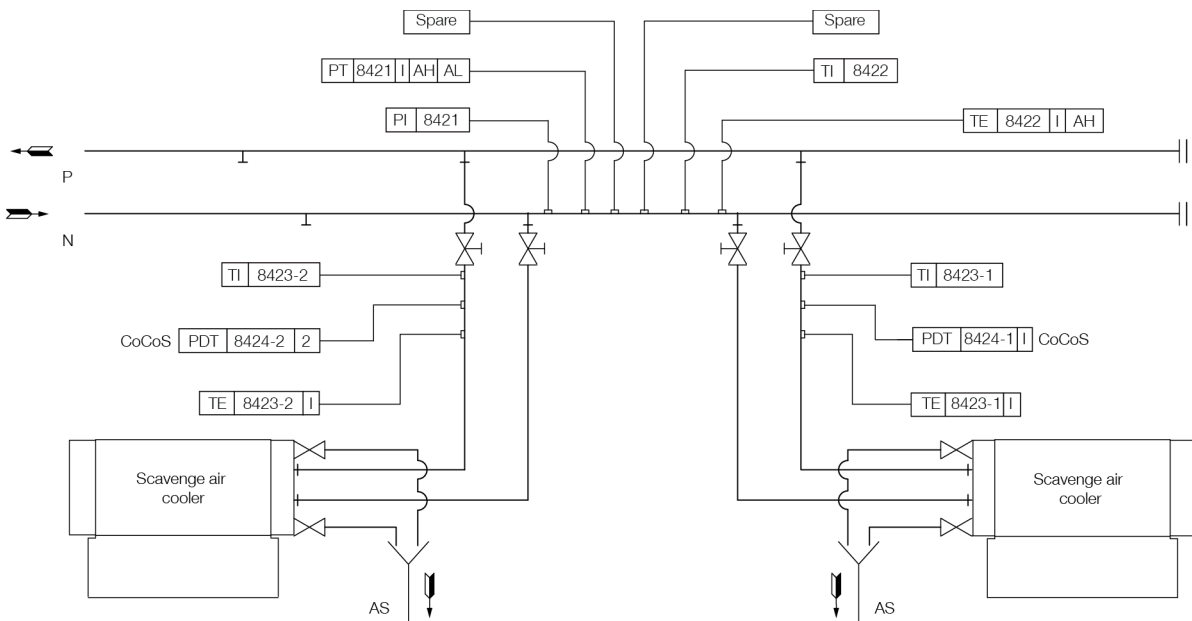 Spare
Spare
PT 8421 I AH AL
TI 8422
PI 8421
TE 8422 I AH
P
N
TI 8423-2
TI 8423-1
CoCoS PDT 8424-2 2
PDT 8424-1 I CoCoS
TE 8423-2 I
TE 8423-1 I
Scavenge air
cooler
Scavenge air
cooler
AS
AS